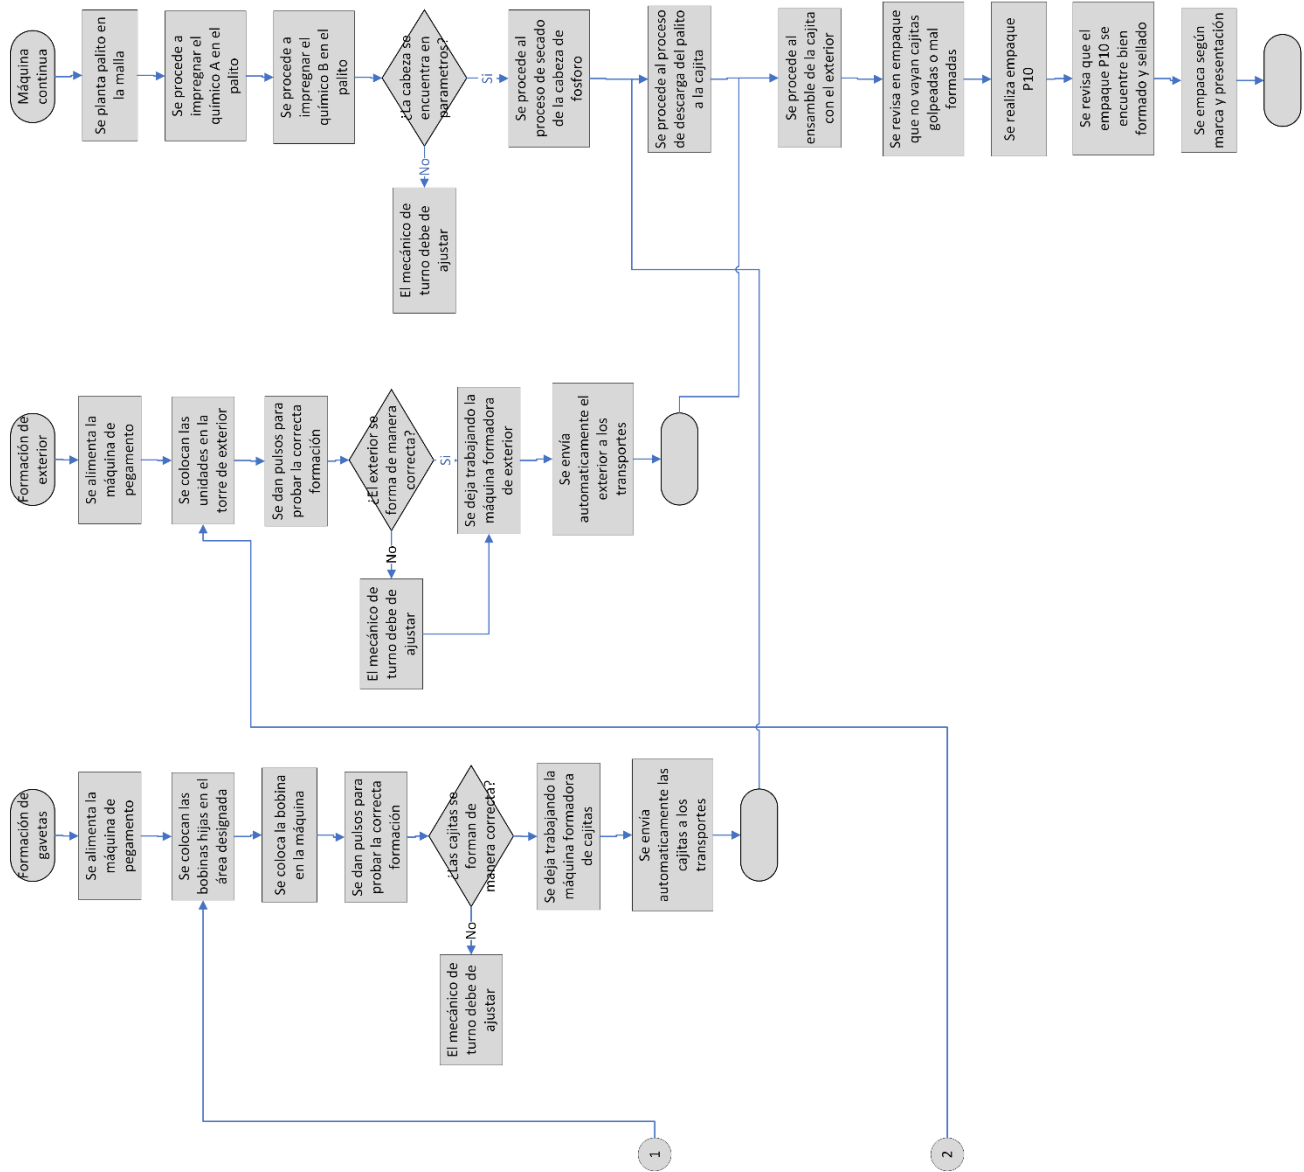 Máquina
continua
Se planta palito en
la malla
Se procede a
impregnar el
químico A en el
palito
Se procede a
impregnar el
químico B en el
palito
¿La cabeza se
encuentra en
parametros?
No
Si
El mecánico de
turno debe de
ajustar
Se procede al
proceso de secado
de la cabeza de
fosforo
Se procede al proceso
de descarga del palito
a la cajita
Se procede al
ensamble de la cajita
con el exterior
Se revisa en empaque
que no vayan cajitas
golpeadas o mal
formadas
Se realiza empaque
P10
Se revisa que el
empaque P10 se
encuentre bien
formado y sellado
Se empaca según
marca y presentación
Formación de
exterior
Se alimenta la
máquina de
pegamento
Se colocan las
unidades en la
torre de exterior
Se dan pulsos para
probar la correcta
formación
¿El exterior se
forma de manera
correcta?
No
Si
El mecánico de
turno debe de
ajustar
Se deja trabajando la
máquina formadora
de exterior
Se envía
automaticamente el
exterior a los
transportes
Formación de
gavetas
Se alimenta la
máquina de
pegamento
Se colocan las
bobinas hijas en el
área designada
Se coloca la bobina
en la máquina
Se dan pulsos para
probar la correcta
formación
¿Las cajitas se
forman de
manera correcta?
No
El mecánico de
turno debe de
ajustar
Se deja trabajando la
máquina formadora
de cajitas
Se envía
automaticamente las
cajitas a los
transportes
1
2